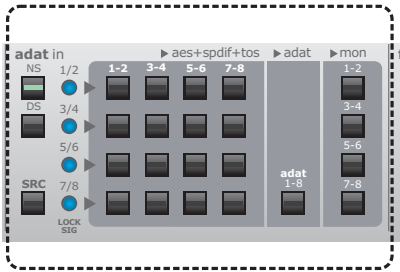 adat in ▶ aes+spdif+tos ▶ adat ▶ mon
NS 1/2 1-2 3-4 5-6 7-8 1-2
DS 3/4 3-4
5/6 5-6
adat
SRC 7/8 1-8 7-8
LOCK
SIG